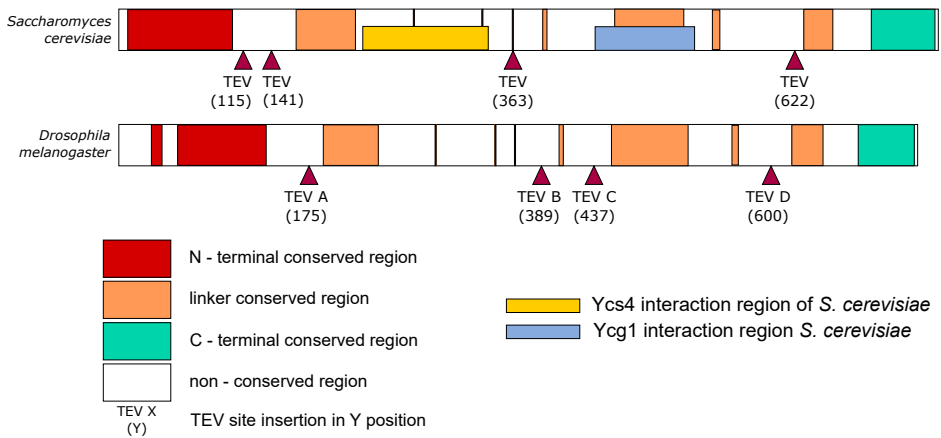 Saccharomyces
cerevisiae
TEV TEV TEV TEV
(115) (141) (363) (622)
Drosophila
melanogaster
TEV A TEV B TEV C TEV D
(175) (389) (437) (600)
N - terminal conserved region
linker conserved region
C - terminal conserved region
non - conserved region
TEV X
(Y)
TEV site insertion in Y position
Ycs4 interaction region of S. cerevisiae
Ycg1 interaction region S. cerevisiae